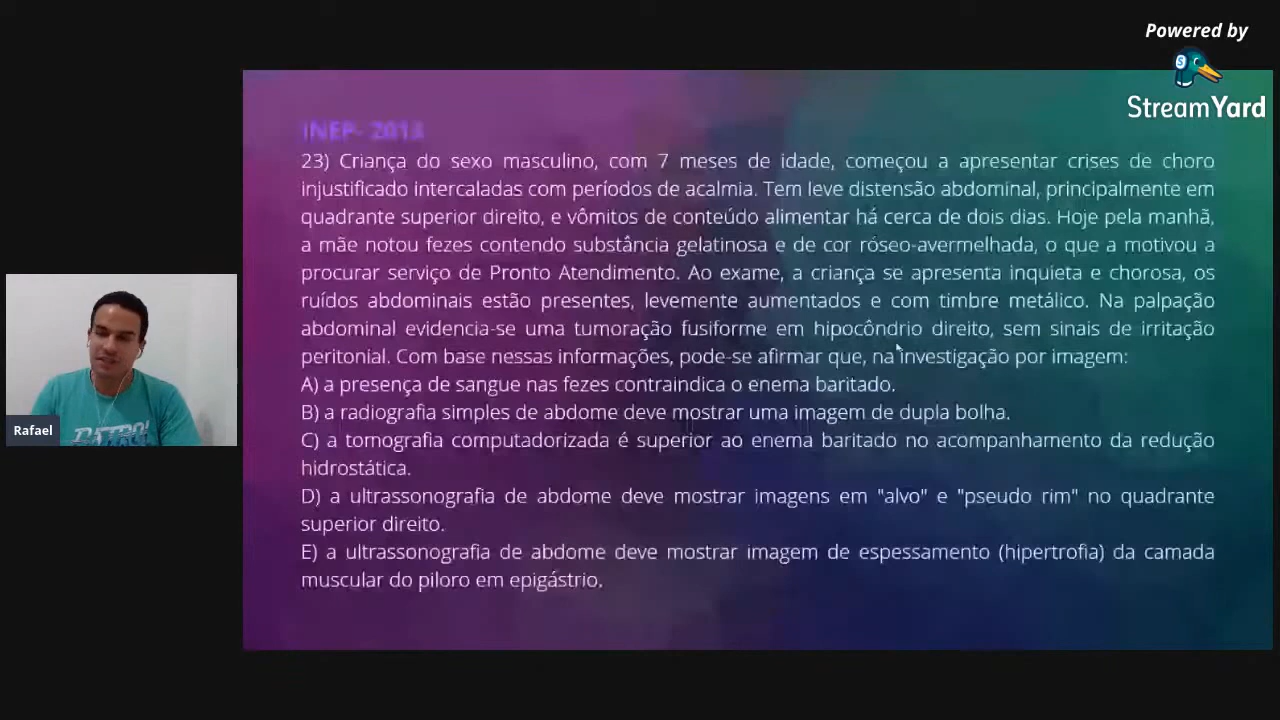 Powered by
StreamYard
INEP- 2013
23) Criança do sexo masculino, com 7 meses de idade, começou a apresentar crises de choro
injustificado intercaladas com períodos de acalmia. Tem leve distensão abdominal, principalmente em
quadrante superior direito, e vômitos de conteúdo alimentar há cerca de dois dias. Hoje pela manhã,
a mãe notou fezes contendo substância gelatinosa e de cor róseo-avermelhada, o que a motivou a
procurar serviço de Pronto Atendimento. Ao exame, a criança se apresenta inquieta e chorosa, os
ruídos abdominais estão presentes, levemente aumentados e com timbre metálico. Na palpação
abdominal evidencia-se uma tumoração fusiforme em hipocôndrio direito, sem sinais de irritação
peritonial. Com base nessas informações, pode-se afirmar que, na investigação por imagem:
A) a presença de sangue nas fezes contraindica o enema baritado.
B) a radiografia simples de abdome deve mostrar uma imagem de dupla bolha.
C) a tomografia computadorizada é superior ao enema baritado no acompanhamento da redução
hidrostática.
D) a ultrassonografia de abdome deve mostrar imagens em "alvo" e "pseudo rim" no quadrante
superior direito.
E) a ultrassonografia de abdome deve mostrar imagem de espessamento (hipertrofia) da camada
muscular do piloro em epigástrio.
Rafael